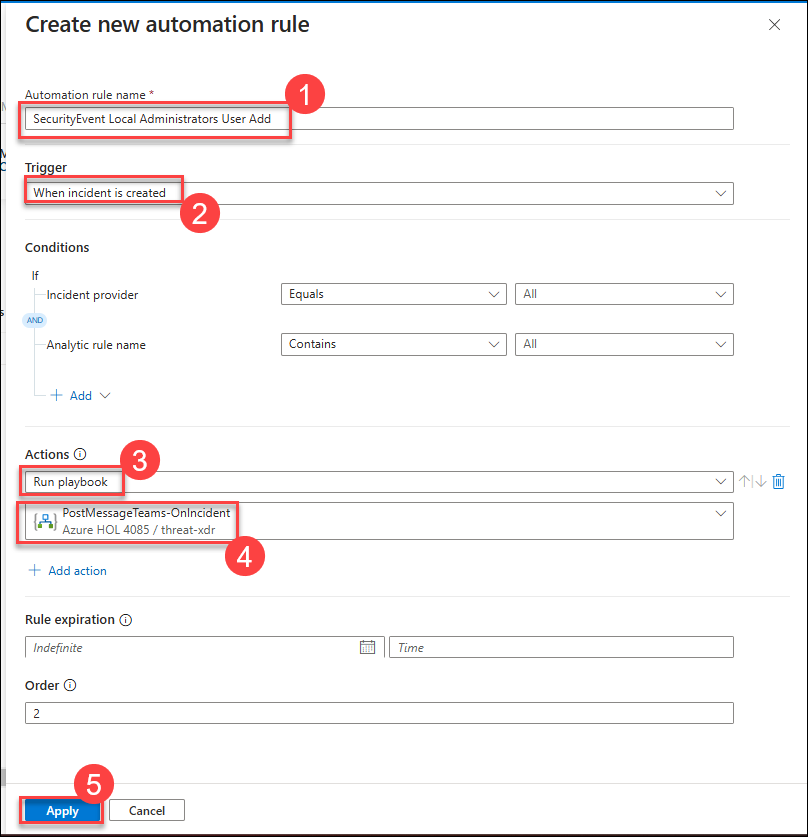 Create new automation rule
Automation rule name *
1
SecurityEvent Local Administrators User Add
Trigger
When incident is created
2
Conditions
If
Incident provider
Equals
All
AND
Analytic rule name
Contains
All
Add
Actions
3
Run playbook
PostMessageTeams-OnIncident
Azure HOL 4085 / threat-xdr
4
Add action
Rule expiration
Indefinite
Time
Order
2
5
Apply
Cancel